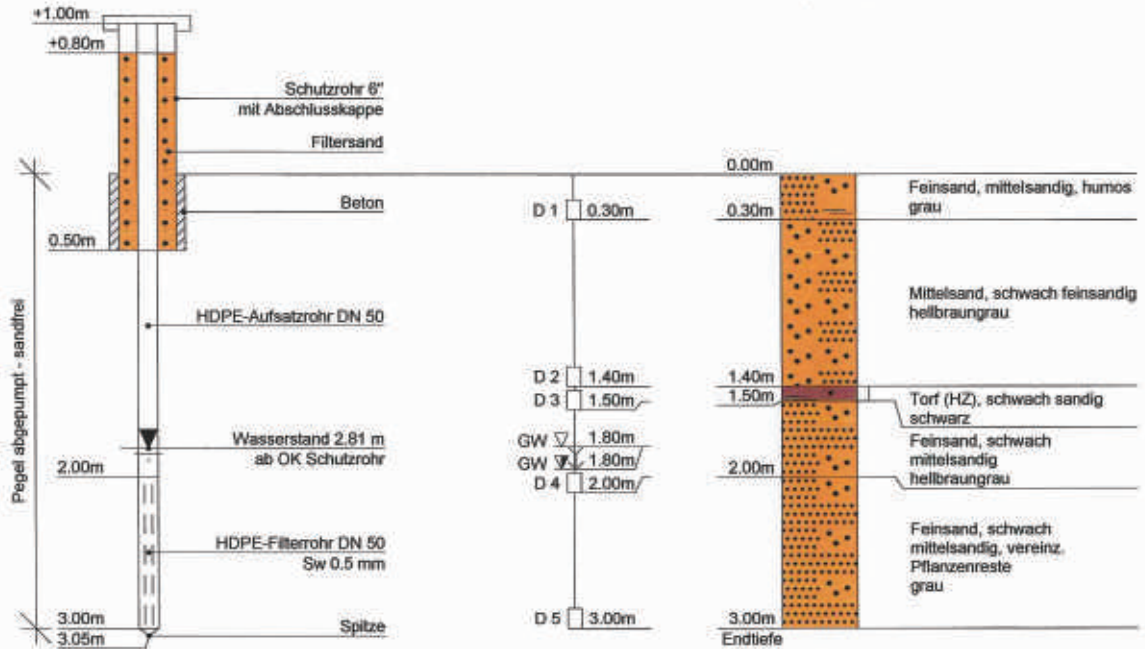 +1.00m
+0.80m
Schutzrohr 6"
mit Abschlusskappe
Filtersand
Beton
0.50m
HDPE-Aufsatzrohr DN 50
Pegel abgepumpt - sandfrei
Wasserstand 2.81 m
ab OK Schutzrohr
2.00m
HDPE-Filterrohr DN 50
Sw 0.5 mm
3.00m
3.05m
Spitze
D 1 0.30m
D 2 1.40m
D 3 1.50m
GW 1.80m
GW 1.80m
D 4 2.00m
D 5 3.00m
0.00m
0.30m
1.40m
1.50m
2.00m
3.00m
Endtiefe
Feinsand, mittelsandig, humos
grau
Mittelsand, schwach feinsandig
hellbraungrau
Torf (HZ), schwach sandig
schwarz
Feinsand, schwach
mittelsandig
hellbraungrau
Feinsand, schwach
mittelsandig, vereinz.
Pflanzenreste
grau